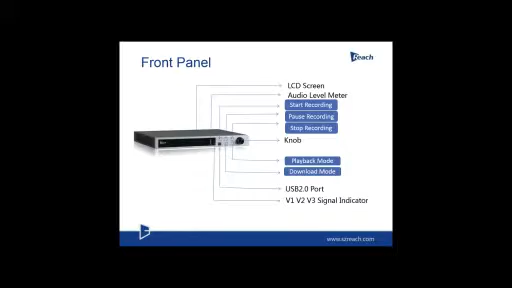 Front Panel
Reach
LCD Screen
Audio Level Meter
Start Recording
Pause Recording
Stop Recording
Knob
Playback Mode
Download Mode
USB2.0 Port
V1 V2 V3 Signal Indicator
www.szreach.com